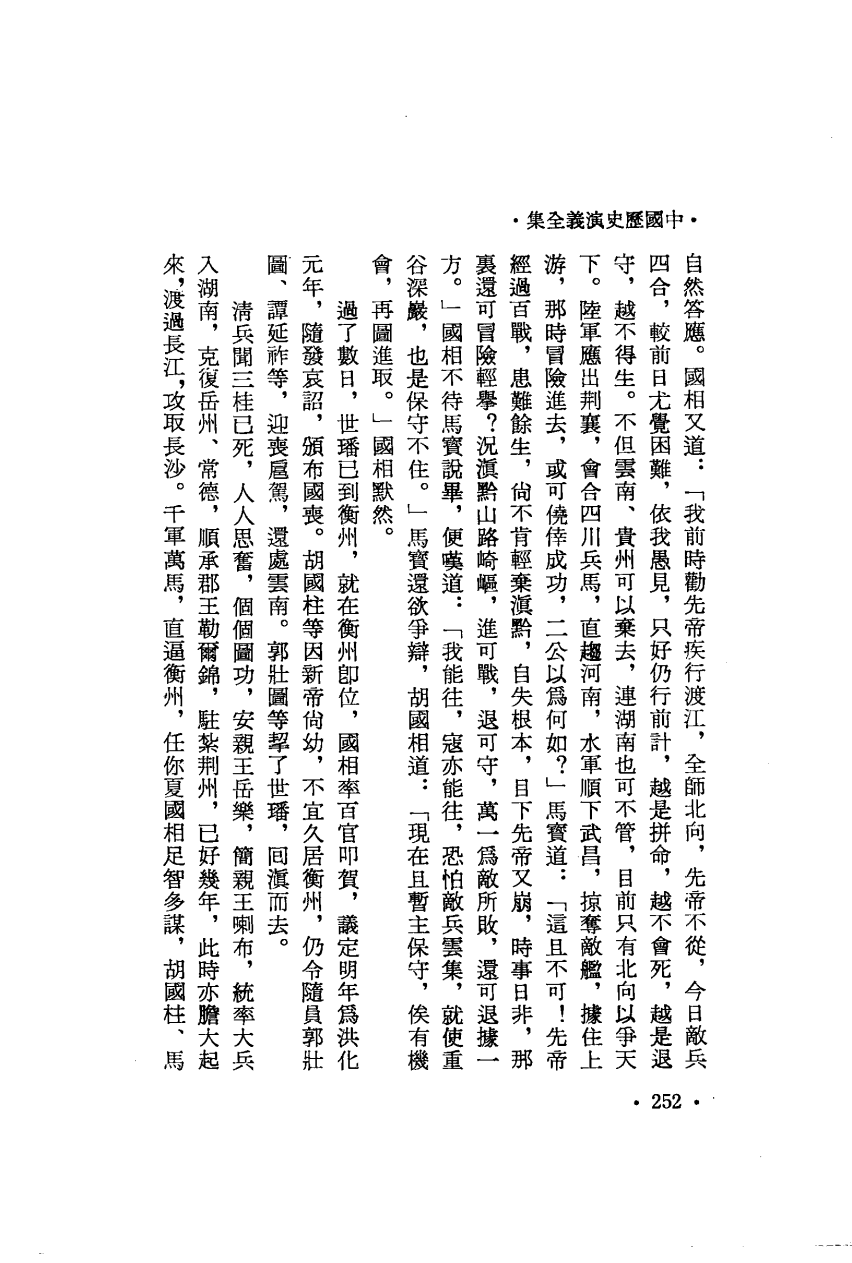 ·中國歷史演義全集·
自然答應。國相又道：「我前時勸先帝疾行渡江，全師北向，先帝不從，今日敵兵
四合，較前日尤覺困難，依我愚見，只好仍行前計，越是拼命，越不會死，越是退
守，越不得生。不但雲南、貴州可以棄去，連湖南也可不管，目前只有北向以爭天
下。陸軍應出荆襄，會合四川兵馬，直趨河南，水軍順下武昌，掠奪敵艦，據住上
游，那時冒險進去，或可僥倖成功，二公以爲何如？」馬寳道：「這且不可！先帝
經過百戰，患難餘生，尚不肯輕棄滇黔，自失根本，目下先帝又崩，時事日非，那
裏還可冒險輕舉？況滇黔山路崎嶇，進可戰，退可守，萬一爲敵所敗，還可退據一
方。」國相不待馬寳說畢，便嘆道：「我能往，寇亦能往，恐怕敵兵雲集，就使重
谷深巖，也是保守不住。」馬寳還欲爭辯，胡國相道：「現在且暫主保守，俟有機
會，再圖進取。」國相默然。
過了數日，世璠已到衡州，就在衡州卽位，國相率百官叩賀，議定明年爲洪化
元年，隨發哀詔，頒布國喪。胡國柱等因新帝尚幼，不宜久居衡州，仍令隨員郭壯
圖、譚延祚等，迎喪扈駕，還處雲南。郭壯圖等挈了世璠，囘滇而去。
淸兵聞三桂已死，人人思奮，個個圖功，安親王岳樂，簡親王喇布，統率大兵
入湖南，克復岳州、常德，順承郡王勒爾錦，駐紮荆州，已好幾年，此時亦膽大起
來，渡過長江，攻取長沙。千軍萬馬，直逼衡州，任你夏國相足智多謀，胡國柱、馬
·252·